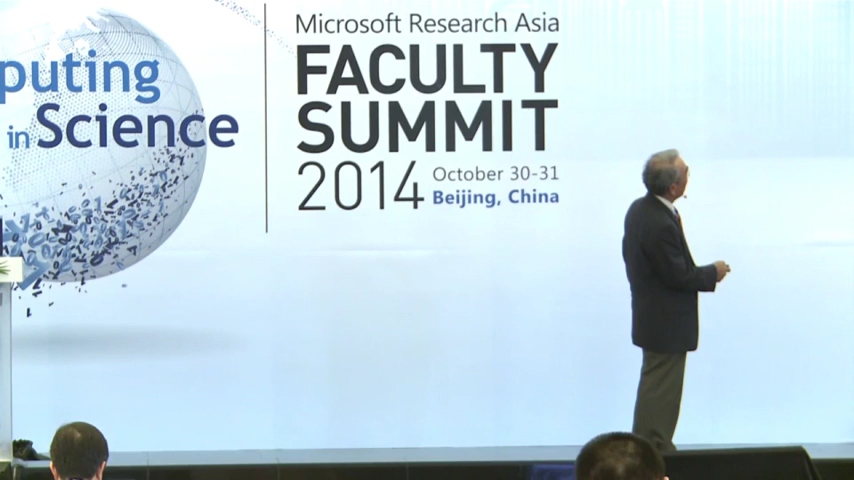 puting
in Science
Microsoft Research Asia
FACULTY
SUMMIT
2014 October 30-31
Beijing, China